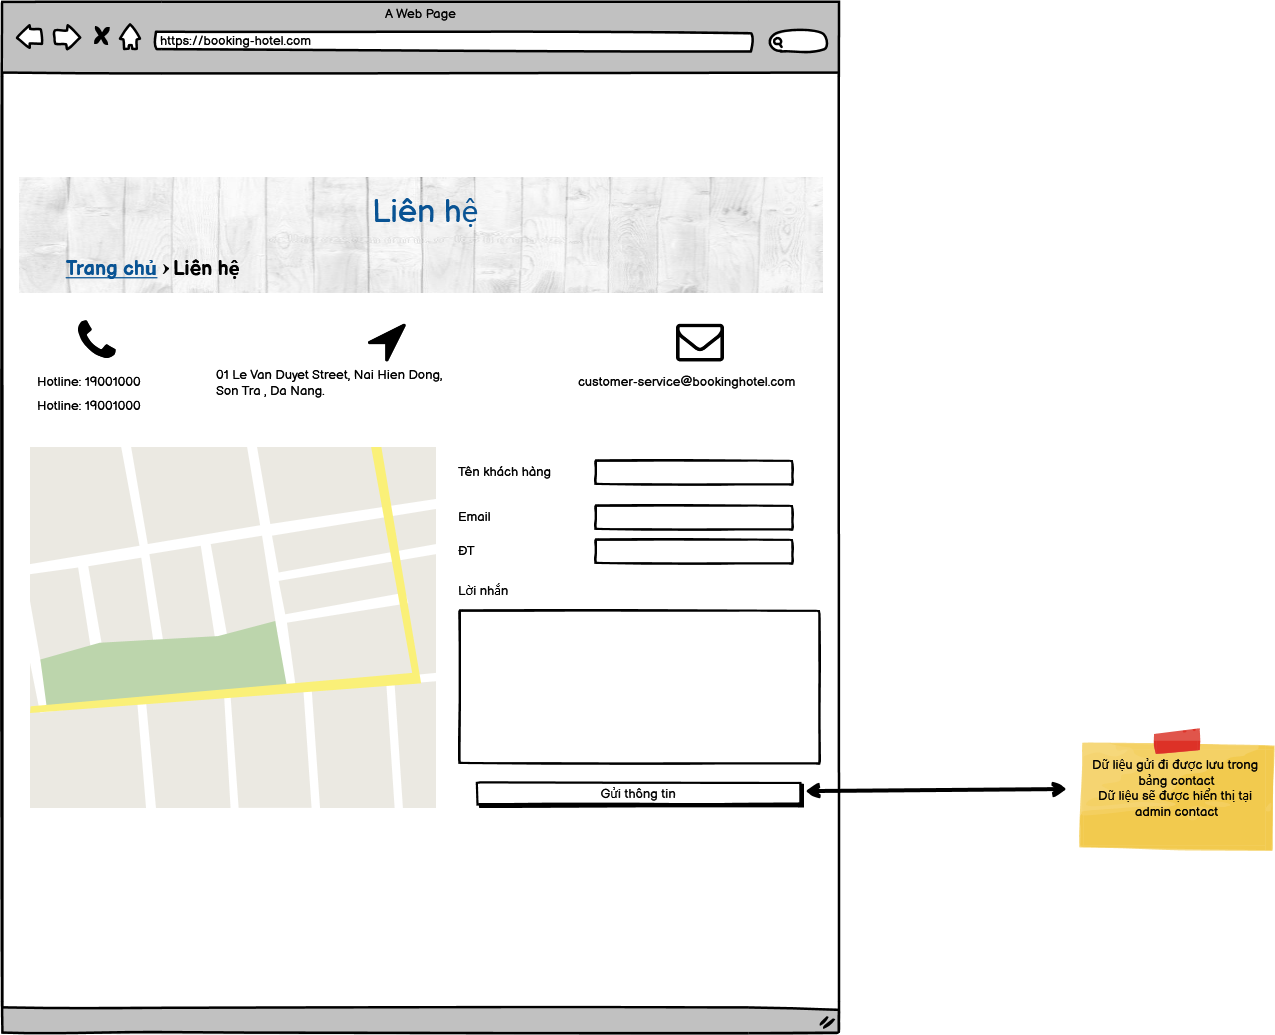 A Web Page
https://booking-hotel.com
Liên hệ
Trang chủ › Liên hệ
Hotline: 19001000
Hotline: 19001000
01 Le Van Duyet Street, Nai Hien Dong,
Son Tra , Da Nang.
customer-service@bookinghotel.com
Tên khách hàng
Email
ĐT
Lời nhắn
Gửi thông tin
Dữ liệu gửi đi được lưu trong
bảng contact
Dữ liệu sẽ được hiển thị tại
admin contact